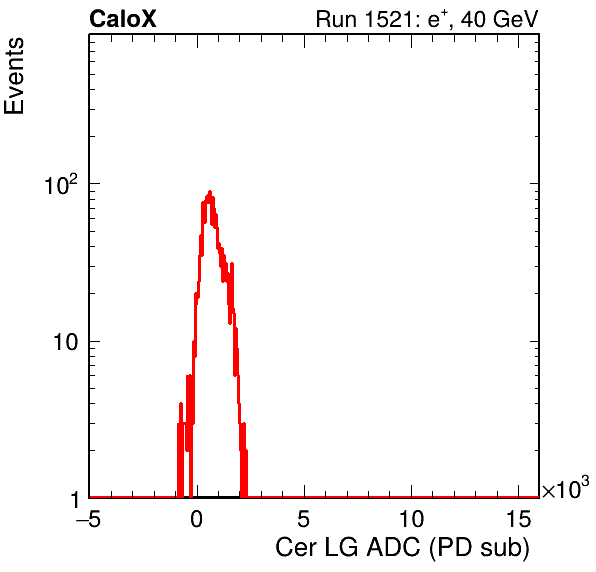 CaloX Run 1521: e⁺, 40 GeV
Events
10²
10
1
−5 0 5 10 15 ×10³
Cer LG ADC (PD sub)